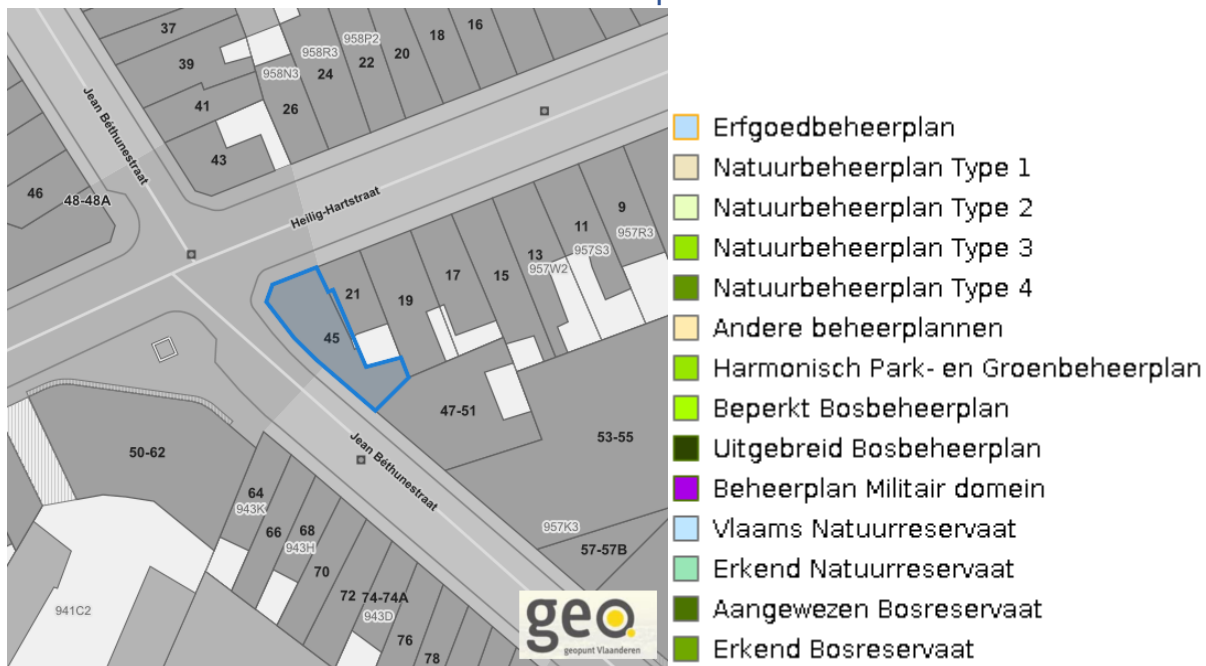 37
39
41
43
958N3
26
958R3
24
958P2
22
20
18
16
Jean Béthunestraat
46
48-48A
Heilig-Hartstraat
45
21
19
17
15
13
957W2
11
957S3
9
957R3
47-51
53-55
957K3
57-57B
50-62
Jean Béthunestraat
64
943K
66
68
943H
70
72
74-74A
943D
76
78
941C2
geo
geopunt Vlaanderen
Erfgoedbeheerplan
Natuurbeheerplan Type 1
Natuurbeheerplan Type 2
Natuurbeheerplan Type 3
Natuurbeheerplan Type 4
Andere beheerplannen
Harmonisch Park- en Groenbeheerplan
Beperkt Bosbeheerplan
Uitgebreid Bosbeheerplan
Beheerplan Militair domein
Vlaams Natuurreservaat
Erkend Natuurreservaat
Aangewezen Bosreservaat
Erkend Bosreservaat